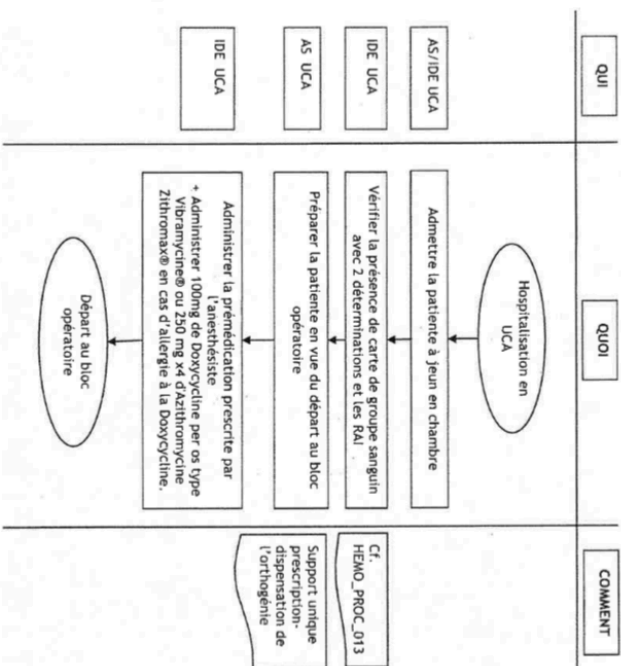 QUI
QUOI
COMMENT
Hospitalisation en
UCA
AS/IDE UCA
Admettre la patiente à jeun en chambre
IDE UCA
Vérifier la présence de carte de groupe sanguin
avec 2 déterminations et les RAI
Cf.
HEMO_PROC_013
AS UCA
Préparer la patiente en vue du départ au bloc
opératoire
Support unique
prescription-
dispensation de
l'orthogénie
IDE UCA
Administrer la prémédication prescrite par
l'anesthésiste
+ Administrer 100mg de Doxycycline per os type
Vibramycine® ou 250 mg x4 d'Azithromycine
Zithromax® en cas d'allergie à la Doxycycline.
Départ au bloc
opératoire